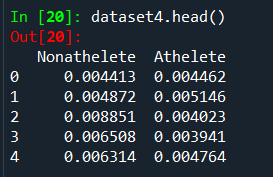 In [20]: dataset4.head()
Out[20]:
Nonathelete Athelete
0 0.004413 0.004462
1 0.004872 0.005146
2 0.008851 0.004023
3 0.006508 0.003941
4 0.006314 0.004764